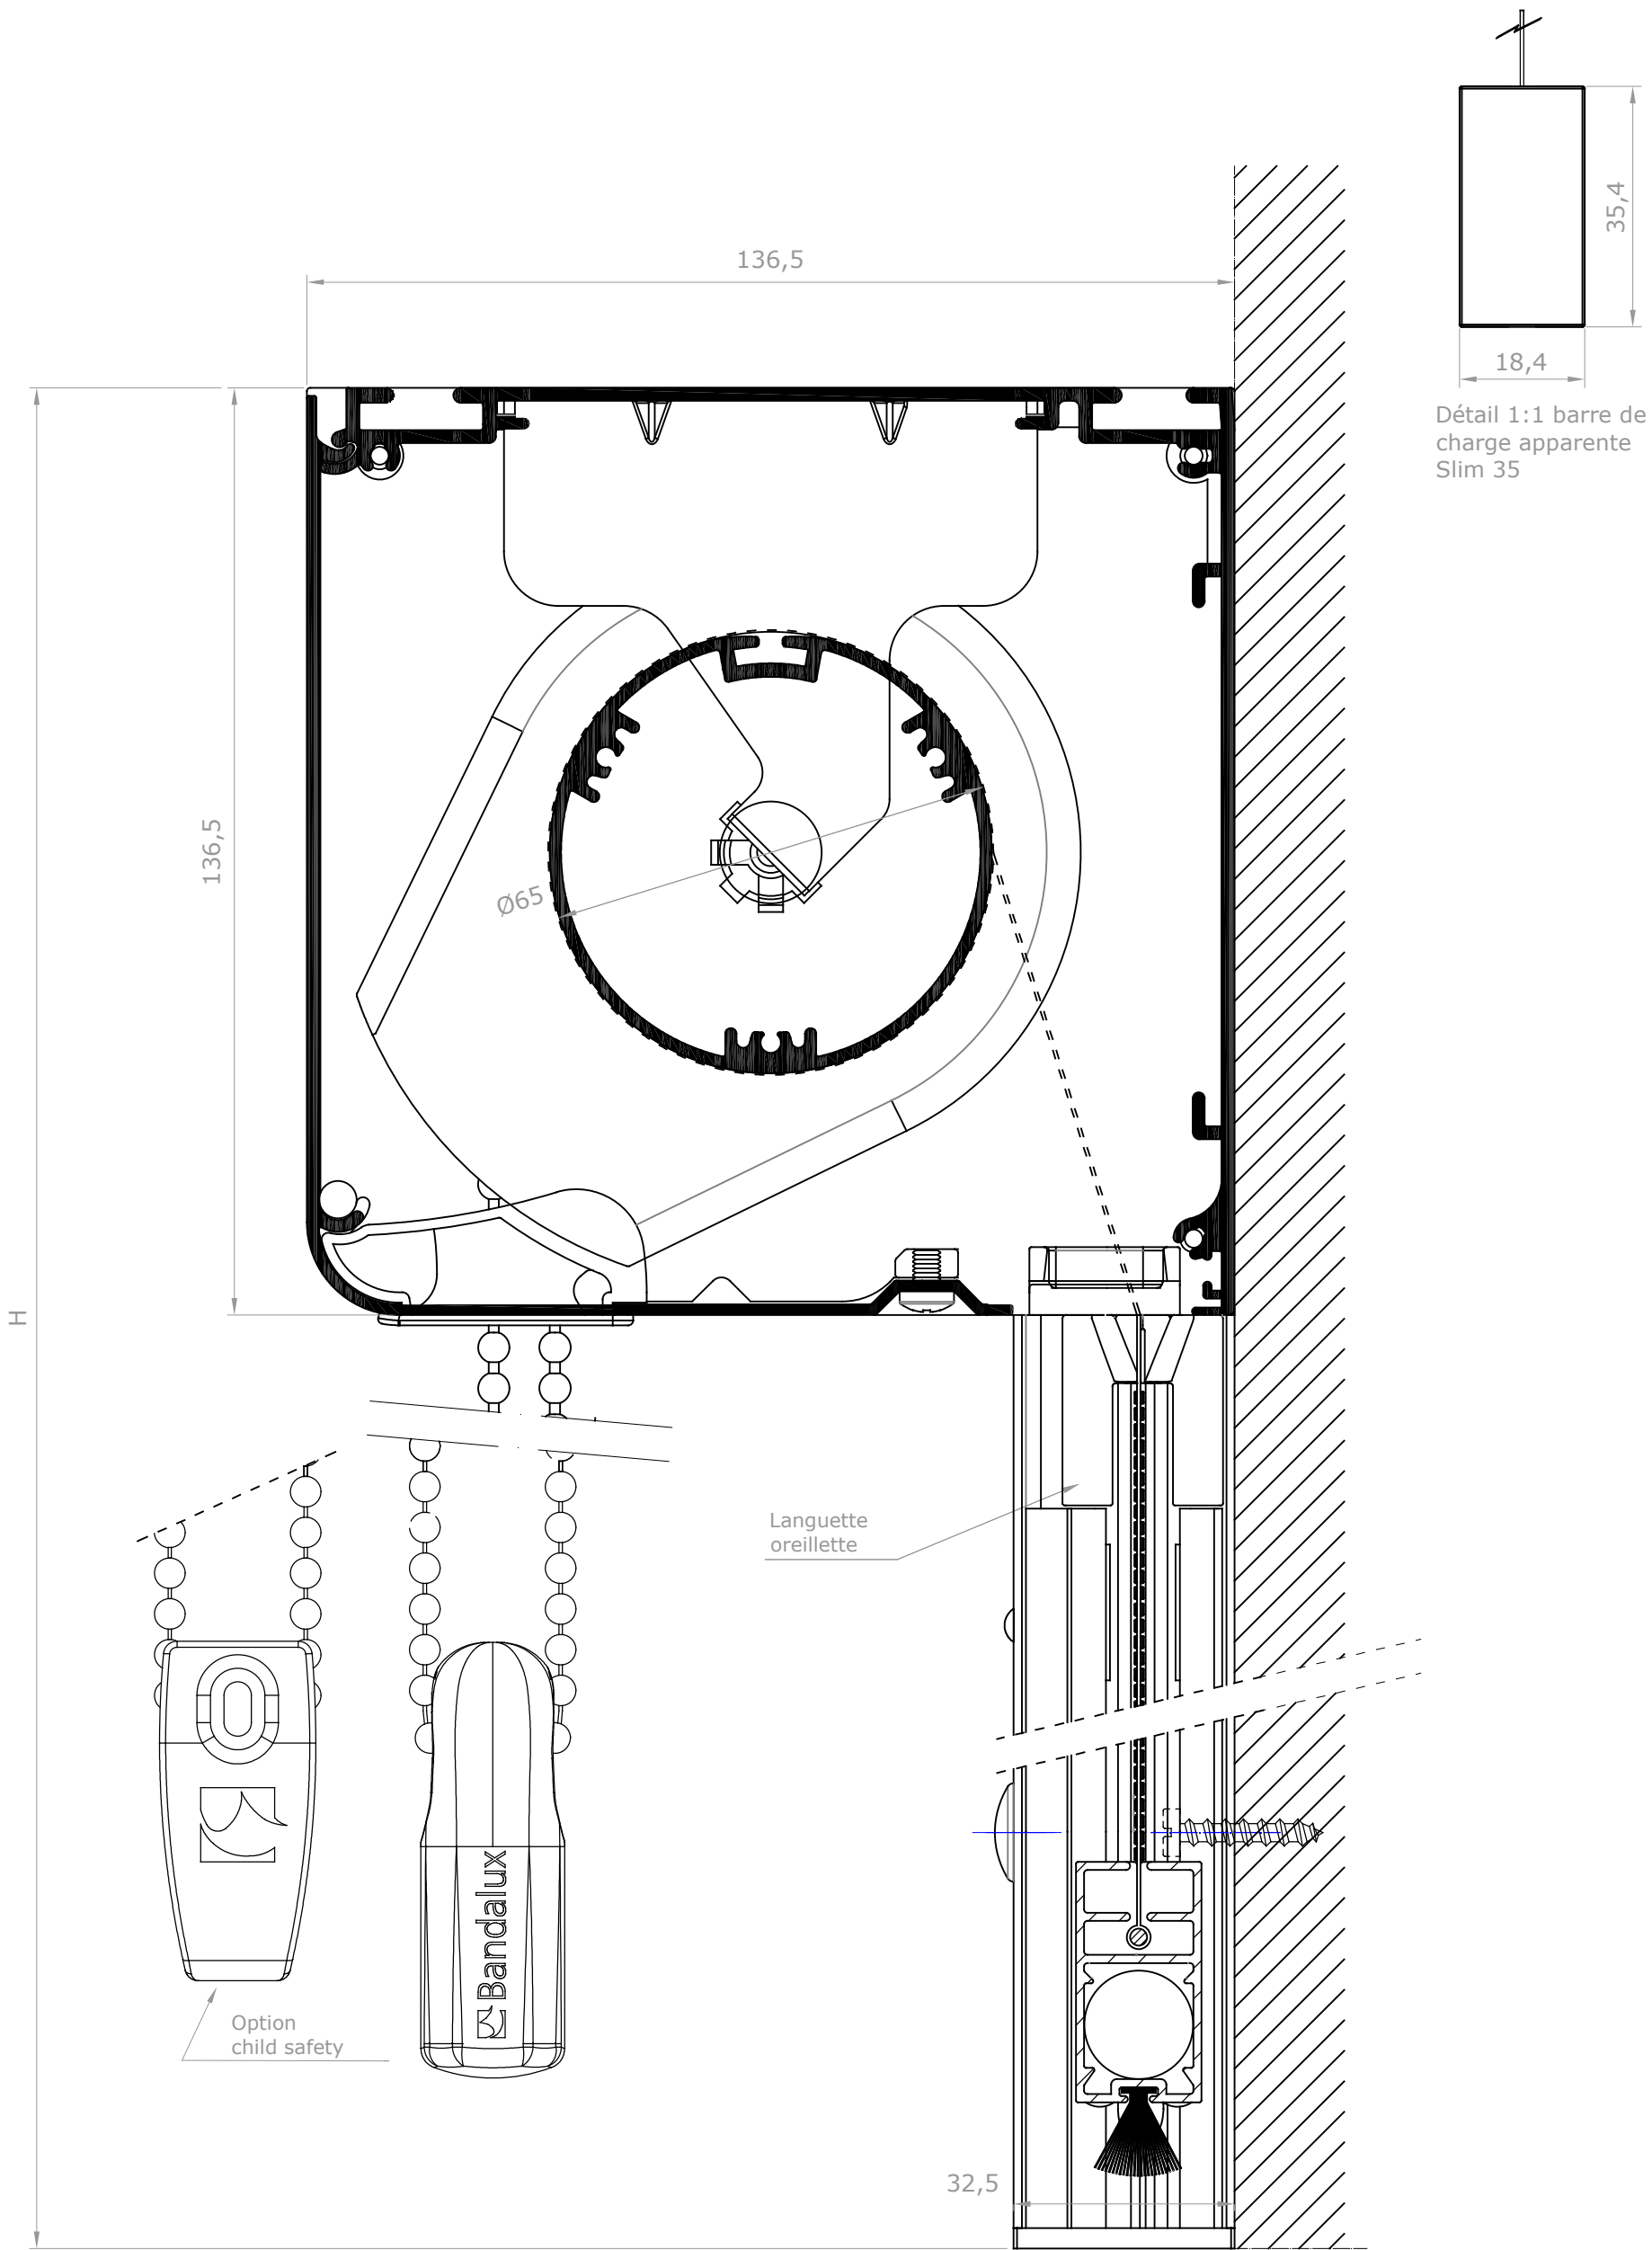 35,4
18,4
Détail 1:1 barre de
charge apparente
Slim 35
136,5
136,5
Ø65
H
Languette
oreillette
Bandalux
Option
child safety
32,5